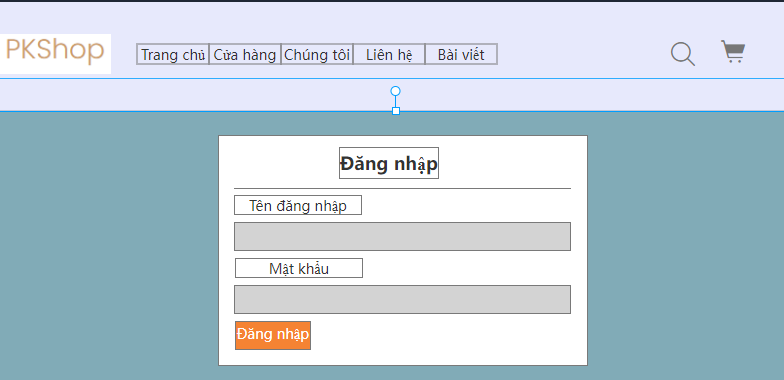 PKShop
Trang chủ Cửa hàng Chúng tôi Liên hệ Bài viết
Đăng nhập
Tên đăng nhập
Mật khẩu
Đăng nhập